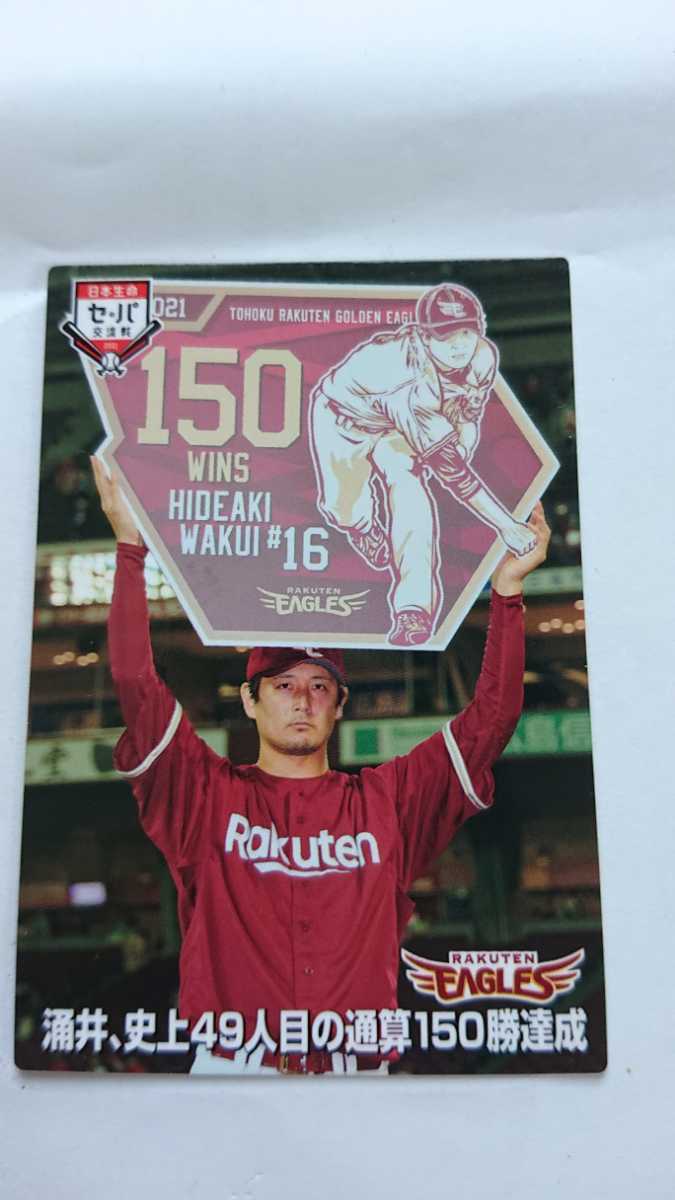 日本生命
セ・パ
交流戦
2021
021
TOHOKU RAKUTEN GOLDEN EAGL
150
WINS
HIDEAKI
WAKUI #16
RAKUTEN
EAGLES
Rakuten
RAKUTEN
EAGLES
涌井、史上49人目の通算150勝達成